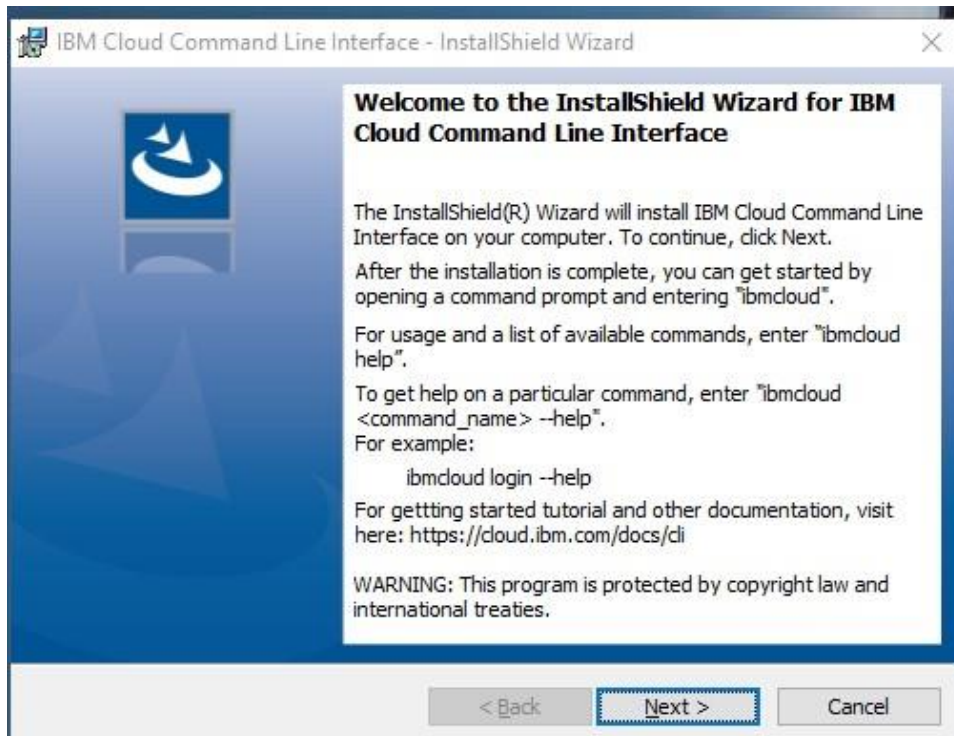 IBM Cloud Command Line Interface - InstallShield Wizard
Welcome to the InstallShield Wizard for IBM
Cloud Command Line Interface
The InstallShield(R) Wizard will install IBM Cloud Command Line
Interface on your computer. To continue, click Next.
After the installation is complete, you can get started by
opening a command prompt and entering "ibmcloud".
For usage and a list of available commands, enter "ibmcloud
help".
To get help on a particular command, enter "ibmcloud
<command_name> --help".
For example:
ibmcloud login --help
For gettting started tutorial and other documentation, visit
here: https://cloud.ibm.com/docs/cli
WARNING: This program is protected by copyright law and
international treaties.
< Back
Next >
Cancel